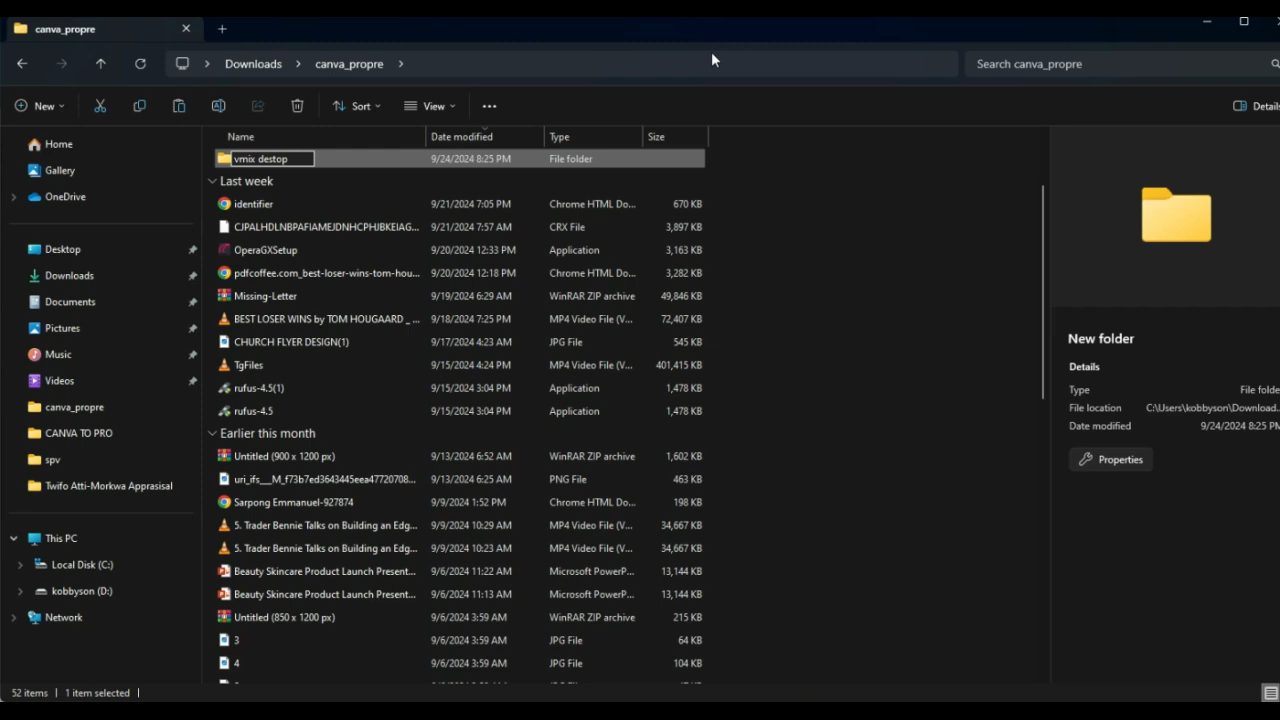 canva_propre
Downloads canva_propre
Search canva_propre
New Sort View Details
Name Date modified Type Size
vmix destop 9/24/2024 8:25 PM File folder
Last week
identifier 9/21/2024 7:05 PM Chrome HTML Do... 670 KB
CJPALHDLNBPAFIAMEJDNHCPHJBKEIAG... 9/21/2024 7:57 AM CRX File 3,897 KB
OperaGXSetup 9/20/2024 12:33 PM Application 3,163 KB
pdfcoffee.com_best-loser-wins-tom-hou... 9/20/2024 12:18 PM Chrome HTML Do... 3,282 KB
Missing-Letter 9/19/2024 6:29 AM WinRAR ZIP archive 49,846 KB
BEST LOSER WINS by TOM HOUGAARD _ ... 9/18/2024 7:25 PM MP4 Video File (V... 72,407 KB
CHURCH FLYER DESIGN(1) 9/17/2024 4:23 AM JPG File 545 KB
TgFiles 9/15/2024 4:24 PM MP4 Video File (V... 401,415 KB
rufus-4.5(1) 9/15/2024 3:04 PM Application 1,478 KB
rufus-4.5 9/15/2024 3:04 PM Application 1,478 KB
Earlier this month
Untitled (900 x 1200 px) 9/13/2024 6:52 AM WinRAR ZIP archive 1,602 KB
uri_ifs__M_f73b7ed3643445eea47720708... 9/13/2024 6:25 AM PNG File 463 KB
Sarpong Emmanuel-927874 9/9/2024 1:52 PM Chrome HTML Do... 198 KB
5. Trader Bennie Talks on Building an Edg... 9/9/2024 10:29 AM MP4 Video File (V... 34,667 KB
5. Trader Bennie Talks on Building an Edg... 9/9/2024 10:23 AM MP4 Video File (V... 34,667 KB
Beauty Skincare Product Launch Present... 9/6/2024 11:22 AM Microsoft PowerP... 13,144 KB
Beauty Skincare Product Launch Present... 9/6/2024 11:13 AM Microsoft PowerP... 13,144 KB
Untitled (850 x 1200 px) 9/6/2024 3:59 AM WinRAR ZIP archive 215 KB
3 9/6/2024 3:59 AM JPG File 64 KB
4 9/6/2024 3:59 AM JPG File 104 KB
Home
Gallery
OneDrive
Desktop
Downloads
Documents
Pictures
Music
Videos
canva_propre
CANVA TO PRO
spv
Twifo Atti-Morkwa Apprasisal
This PC
Local Disk (C:)
kobbyson (D:)
Network
New folder
Details
Type File folde
File location C:\Users\kobbyson\Download...
Date modified 9/24/2024 8:25 PM
Properties
52 items 1 item selected